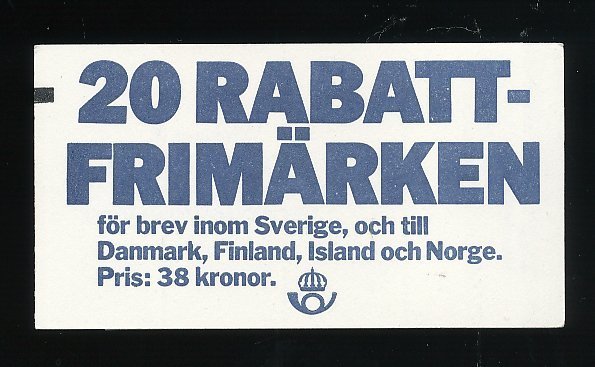 20 RABATT-
FRIMÄRKEN
för brev inom Sverige, och till
Danmark, Finland, Island och Norge.
Pris: 38 kronor.